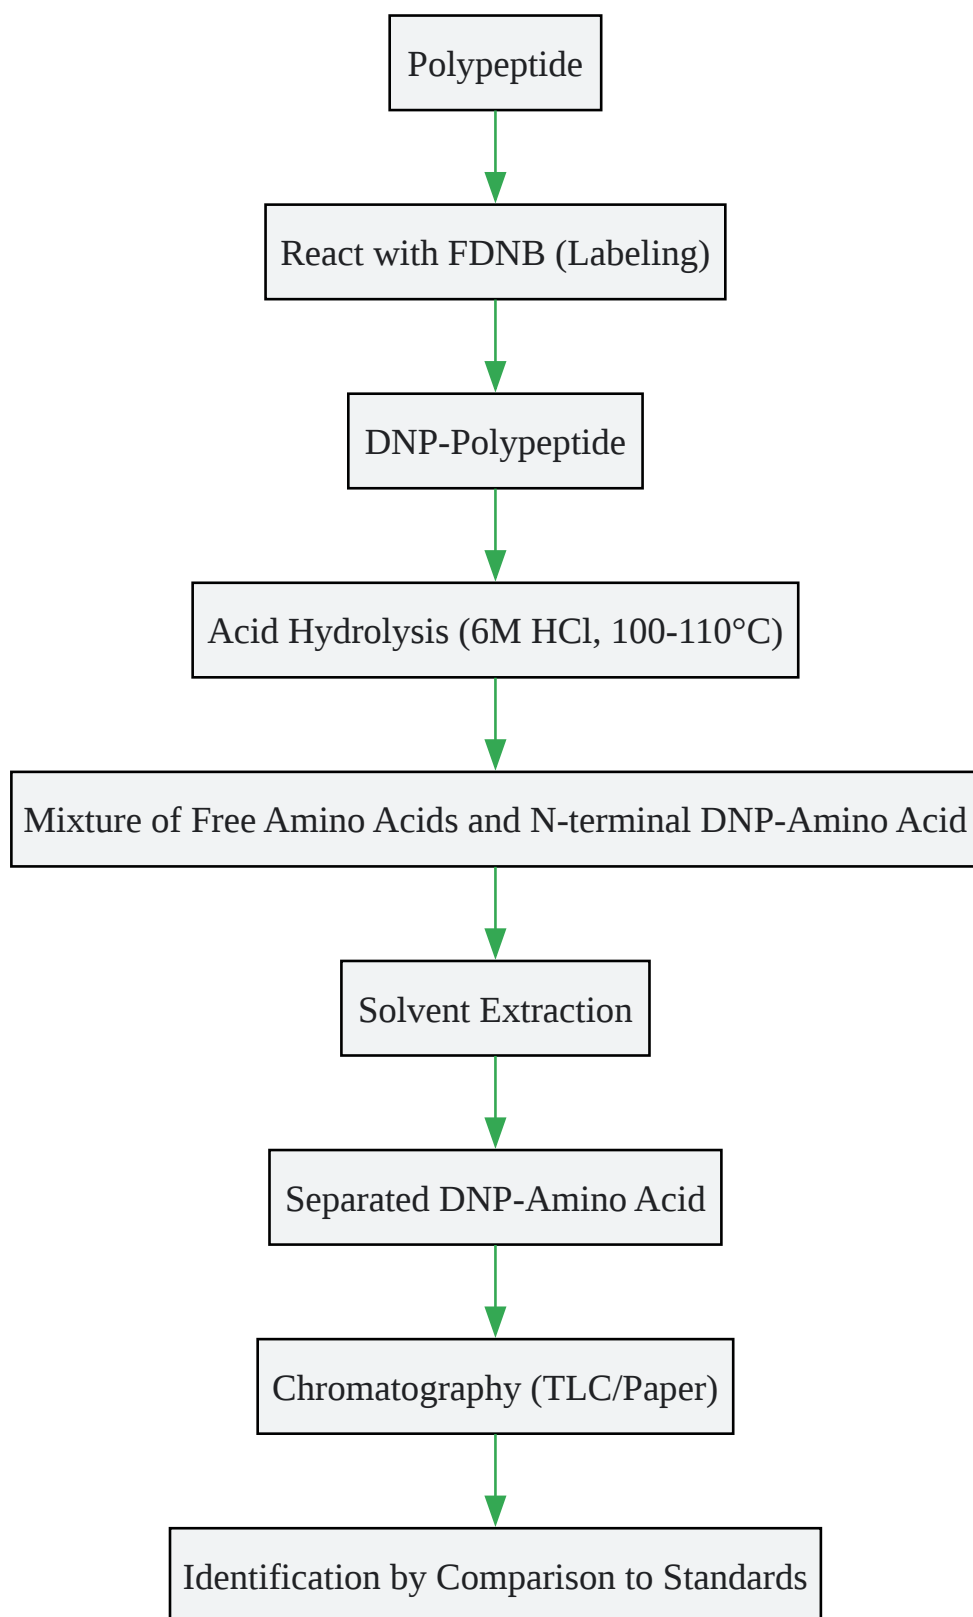 Polypeptide
React with FDNB (Labeling)
DNP-Polypeptide
Acid Hydrolysis (6M HCl, 100-110°C)
Mixture of Free Amino Acids and N-terminal DNP-Amino Acid
Solvent Extraction
Separated DNP-Amino Acid
Chromatography (TLC/Paper)
Identification by Comparison to Standards